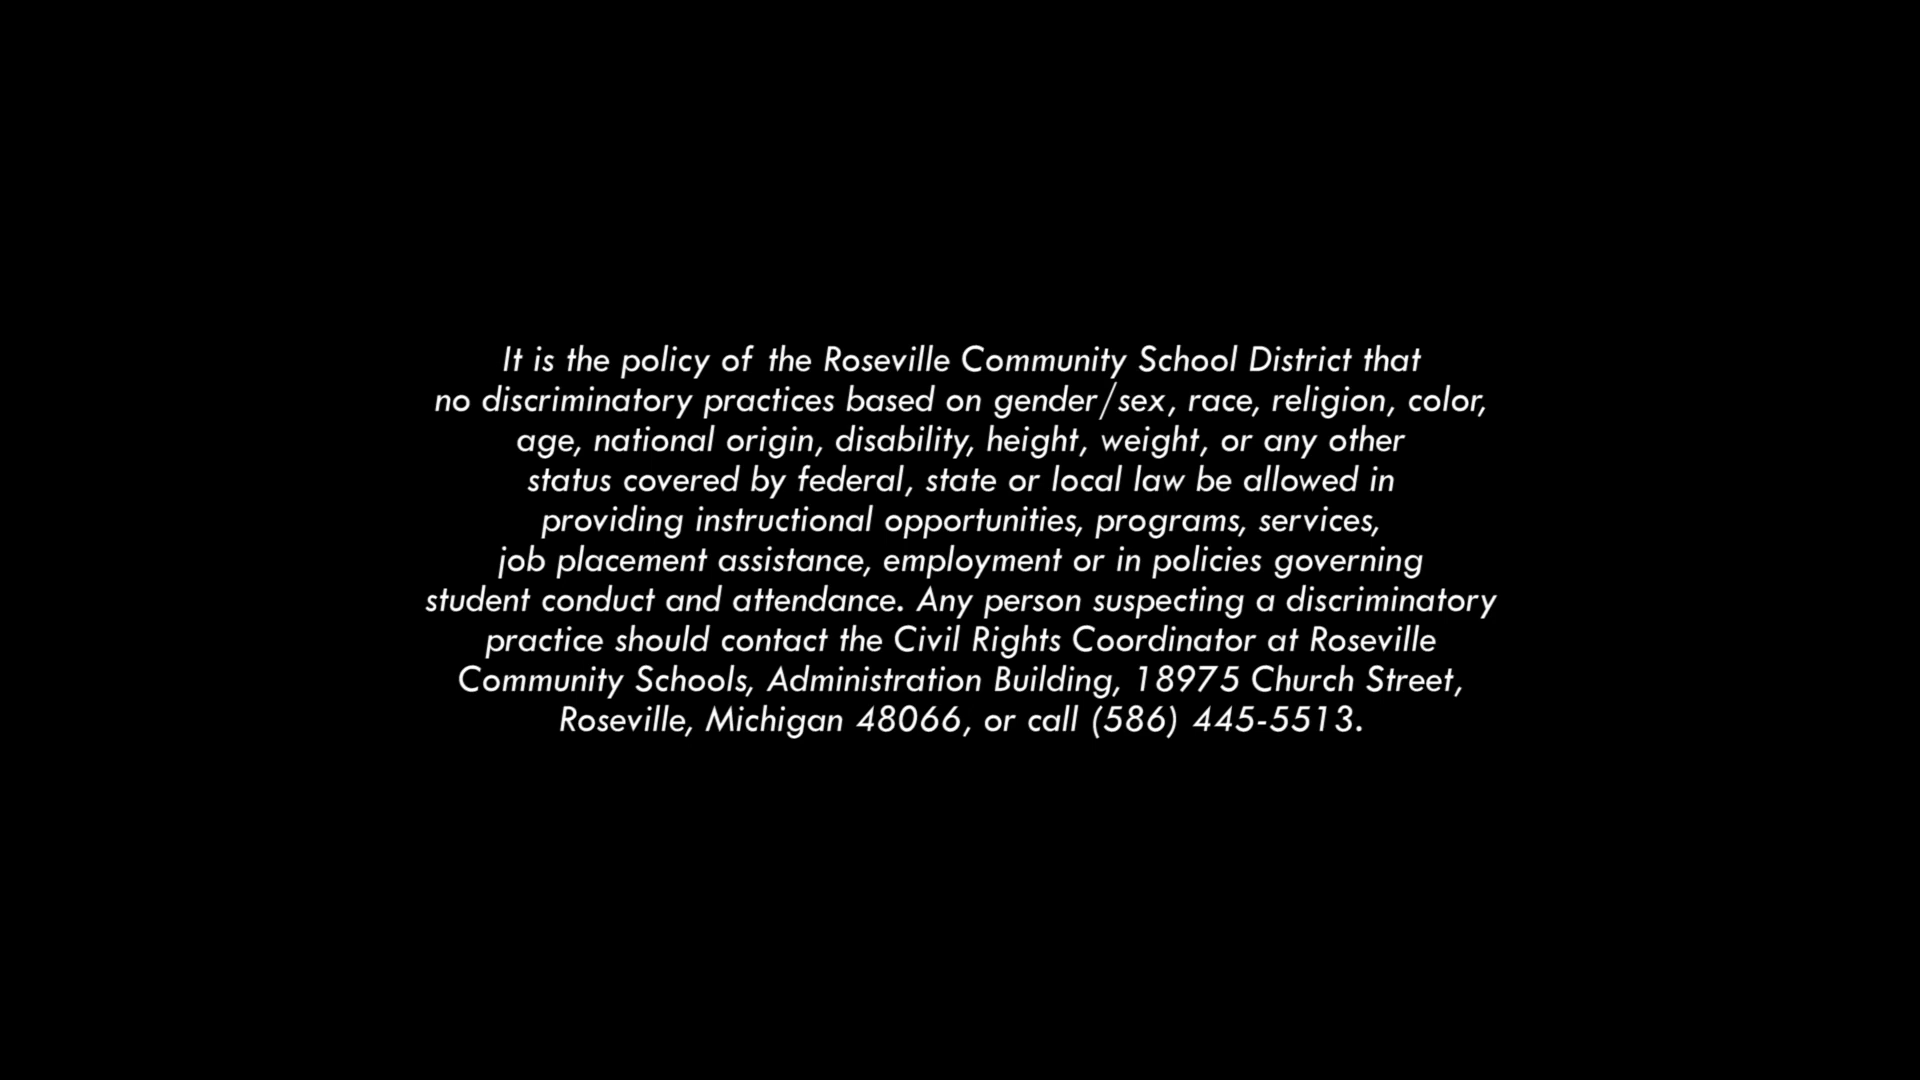 It is the policy of the Roseville Community School District that
no discriminatory practices based on gender/sex, race, religion, color,
age, national origin, disability, height, weight, or any other
status covered by federal, state or local law be allowed in
providing instructional opportunities, programs, services,
job placement assistance, employment or in policies governing
student conduct and attendance. Any person suspecting a discriminatory
practice should contact the Civil Rights Coordinator at Roseville
Community Schools, Administration Building, 18975 Church Street,
Roseville, Michigan 48066, or call (586) 445-5513.